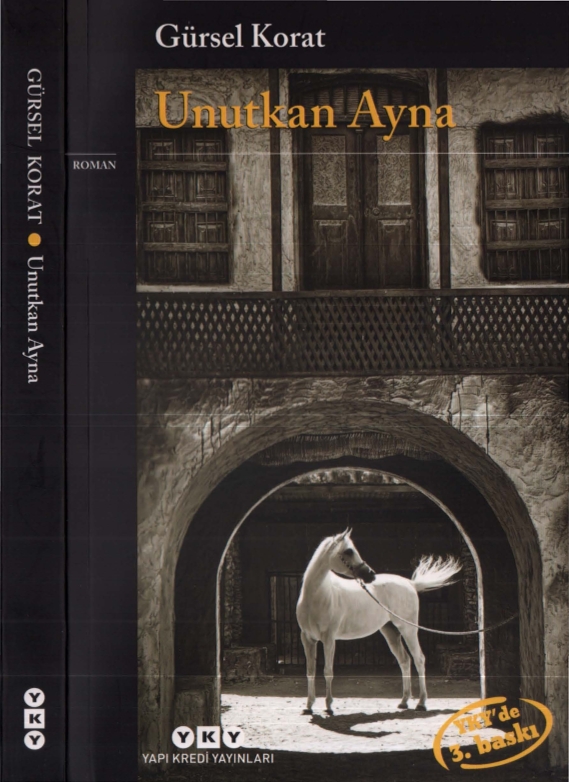 GÜRSEL KORAT ● Unutkan Ayna
YKY
ROMAN
Gürsel Korat
Unutkan Ayna
YKY
YAPI KREDİ YAYINLARI
YKY'de
3. baskı